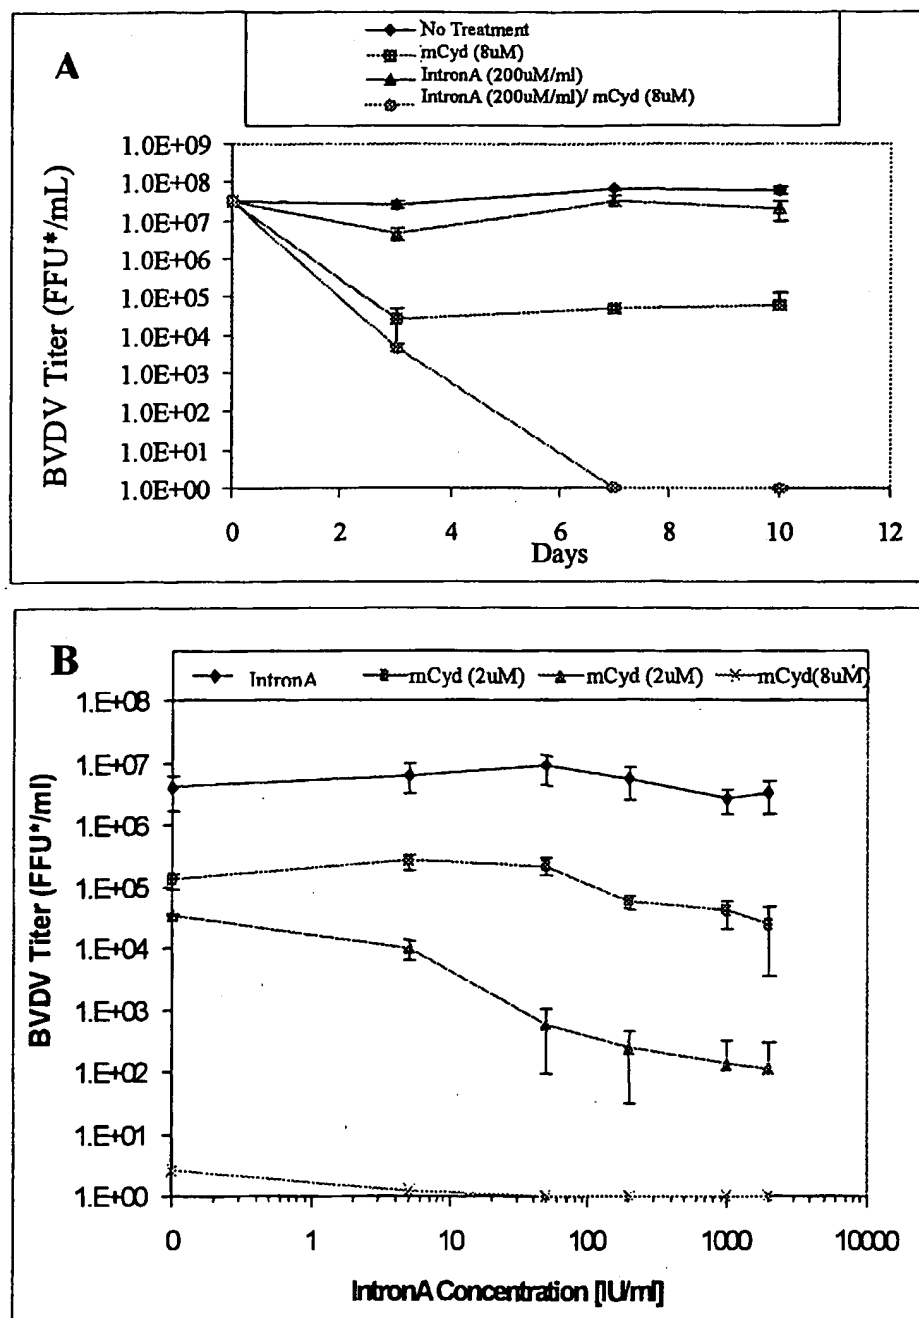 A
No Treatment
mCyd (8uM)
IntronA (200uM/ml)
IntronA (200uM/ml)/ mCyd (8uM)
BVDV Titer (FFU*/mL)
1.0E+09
1.0E+08
1.0E+07
1.0E+06
1.0E+05
1.0E+04
1.0E+03
1.0E+02
1.0E+01
1.0E+00
0 2 4 6 8 10 12
Days
B
IntronA mCyd (2uM) mCyd (2uM) mCyd(8uM)
BVDV Titer (FFU*/ml)
1.E+08
1.E+07
1.E+06
1.E+05
1.E+04
1.E+03
1.E+02
1.E+01
1.E+00
0 1 10 100 1000 10000
IntronA Concentration [IU/ml]